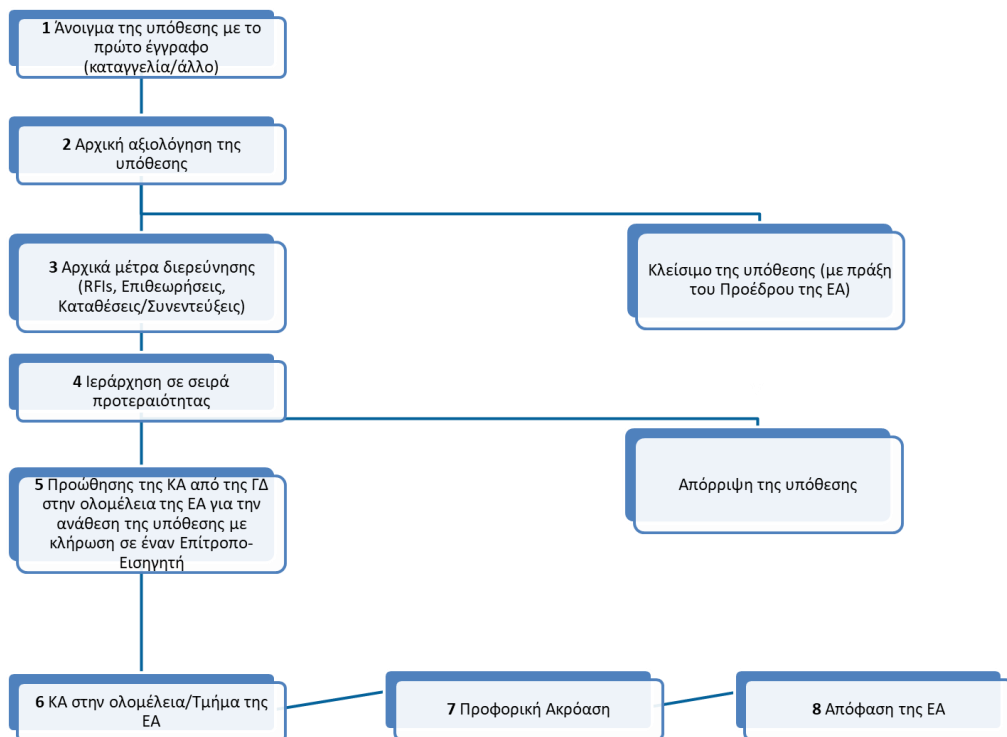 1 Άνοιγμα της υπόθεσης με το
πρώτο έγγραφο
(καταγγελία/άλλο)
2 Αρχική αξιολόγηση της
υπόθεσης
3 Αρχικά μέτρα διερεύνησης
(RFIs, Επιθεωρήσεις,
Καταθέσεις/Συνεντεύξεις)
Κλείσιμο της υπόθεσης (με πράξη
του Προέδρου της ΕΑ)
4 Ιεράρχηση σε σειρά
προτεραιότητας
5 Προώθησης της ΚΑ από της ΓΔ
στην ολομέλεια της ΕΑ για την
ανάθεση της υπόθεσης με
κλήρωση σε έναν Επίτροπο-
Εισηγητή
Απόρριψη της υπόθεσης
6 ΚΑ στην ολομέλεια/Τμήμα της
ΕΑ
7 Προφορική Ακρόαση
8 Απόφαση της ΕΑ